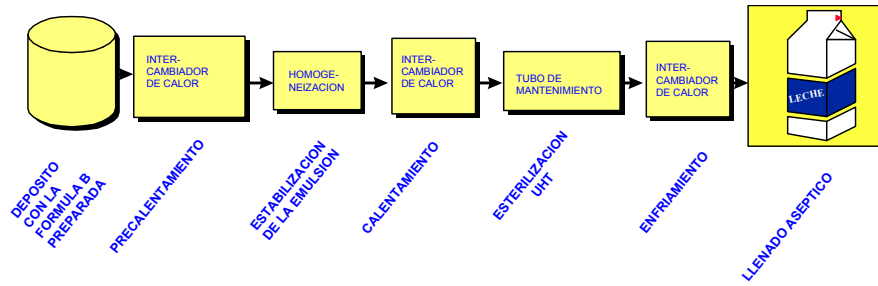 INTER-
CAMBIADOR
DE CALOR
HOMOGE-
NEIZACION
INTER-
CAMBIADOR
DE CALOR
TUBO DE
MANTENIMIENTO
INTER-
CAMBIADOR
DE CALOR
LECHE
DEPOSITO
CON LA
FORMULA B
PREPARADA
PRECALENTAMIENTO
ESTABILIZACION
DE LA EMULSION
CALENTAMIENTO
ESTERILIZACION
UHT
ENFRIAMIENTO
LLENADO ASEPTICO